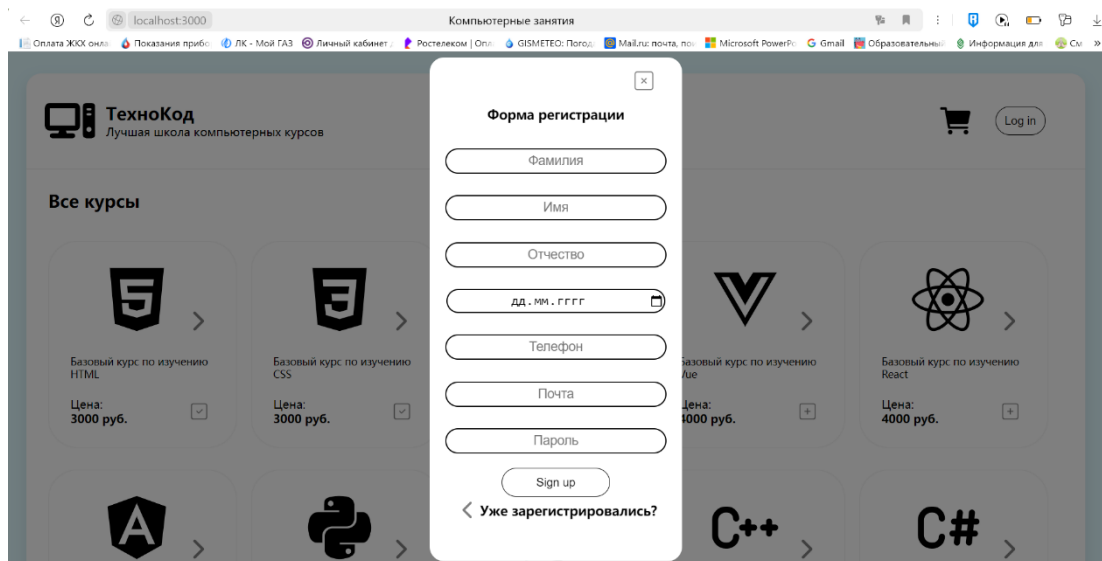 localhost:3000
Компьютерные занятия
Оплата ЖКХ онла
Показания прибо
ЛК - Мой ГАЗ
Личный кабинет
Ростелеком | Опл
GISMETEO: Погод
Mail.ru: почта, по
Microsoft PowerPo
Gmail
Образовательный
Информация для
См
»
ТехноКод
Лучшая школа компьютерных курсов
Log in
Все курсы
Форма регистрации
Фамилия
Имя
Отчество
дд.мм.гггг
Телефон
Почта
Пароль
Sign up
Уже зарегистрировались?
Базовый курс по изучению
HTML
Цена:
3000 руб.
Базовый курс по изучению
CSS
Цена:
3000 руб.
Базовый курс по изучению
Vue
Цена:
4000 руб.
Базовый курс по изучению
React
Цена:
4000 руб.
C++
C#